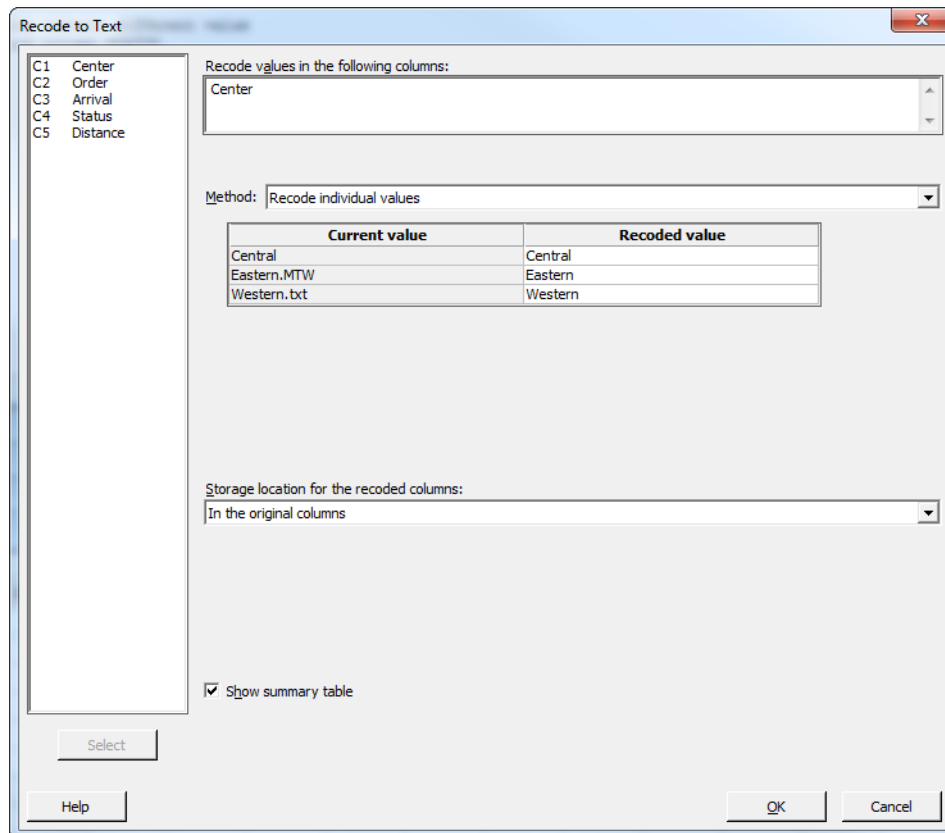 Recode to Text
C1 Center
C2 Order
C3 Arrival
C4 Status
C5 Distance
Recode values in the following columns:
Center
Method: Recode individual values
Current value Recoded value
Central Central
Eastern.MTW Eastern
Western.txt Western
Storage location for the recoded columns:
In the original columns
Show summary table
Select
Help OK Cancel